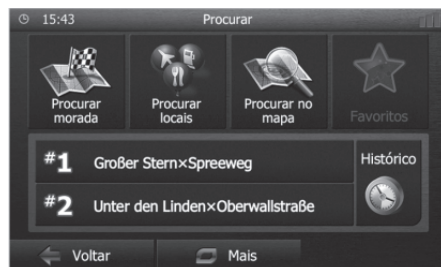 15:43 Procurar
Procurar morada
Procurar locais
Procurar no mapa
Favoritos
#1 Großer Stern×Spreeweg
#2 Unter den Linden×Oberwallstraße
Histórico
Voltar
Mais